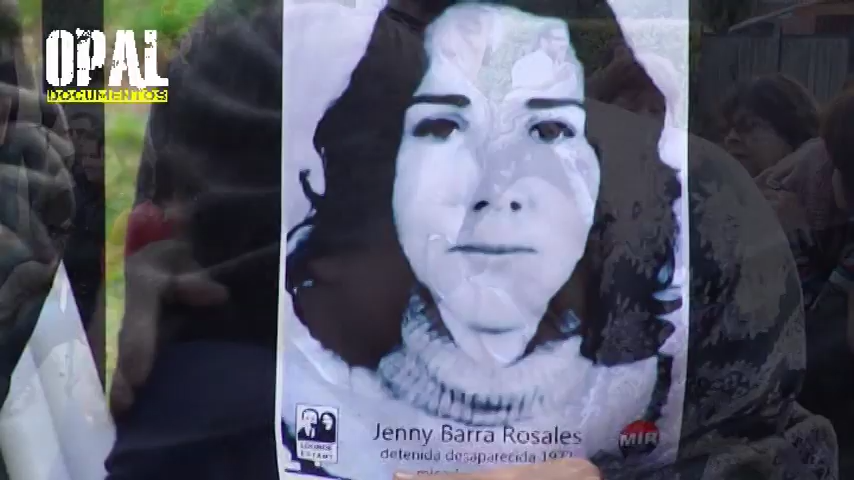 OPAL
DOCUMENTOS
Jenny Barra Rosales
detenida desaparecida
MIR